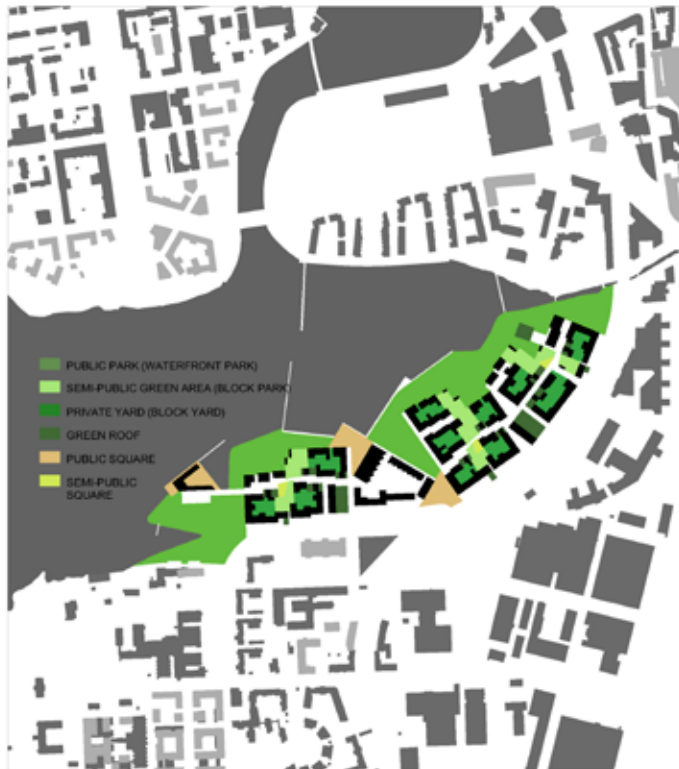 PUBLIC PARK (WATERFRONT PARK)
SEMI-PUBLIC GREEN AREA (BLOCK PARK)
PRIVATE YARD (BLOCK YARD)
GREEN ROOF
PUBLIC SQUARE
SEMI-PUBLIC
SQUARE